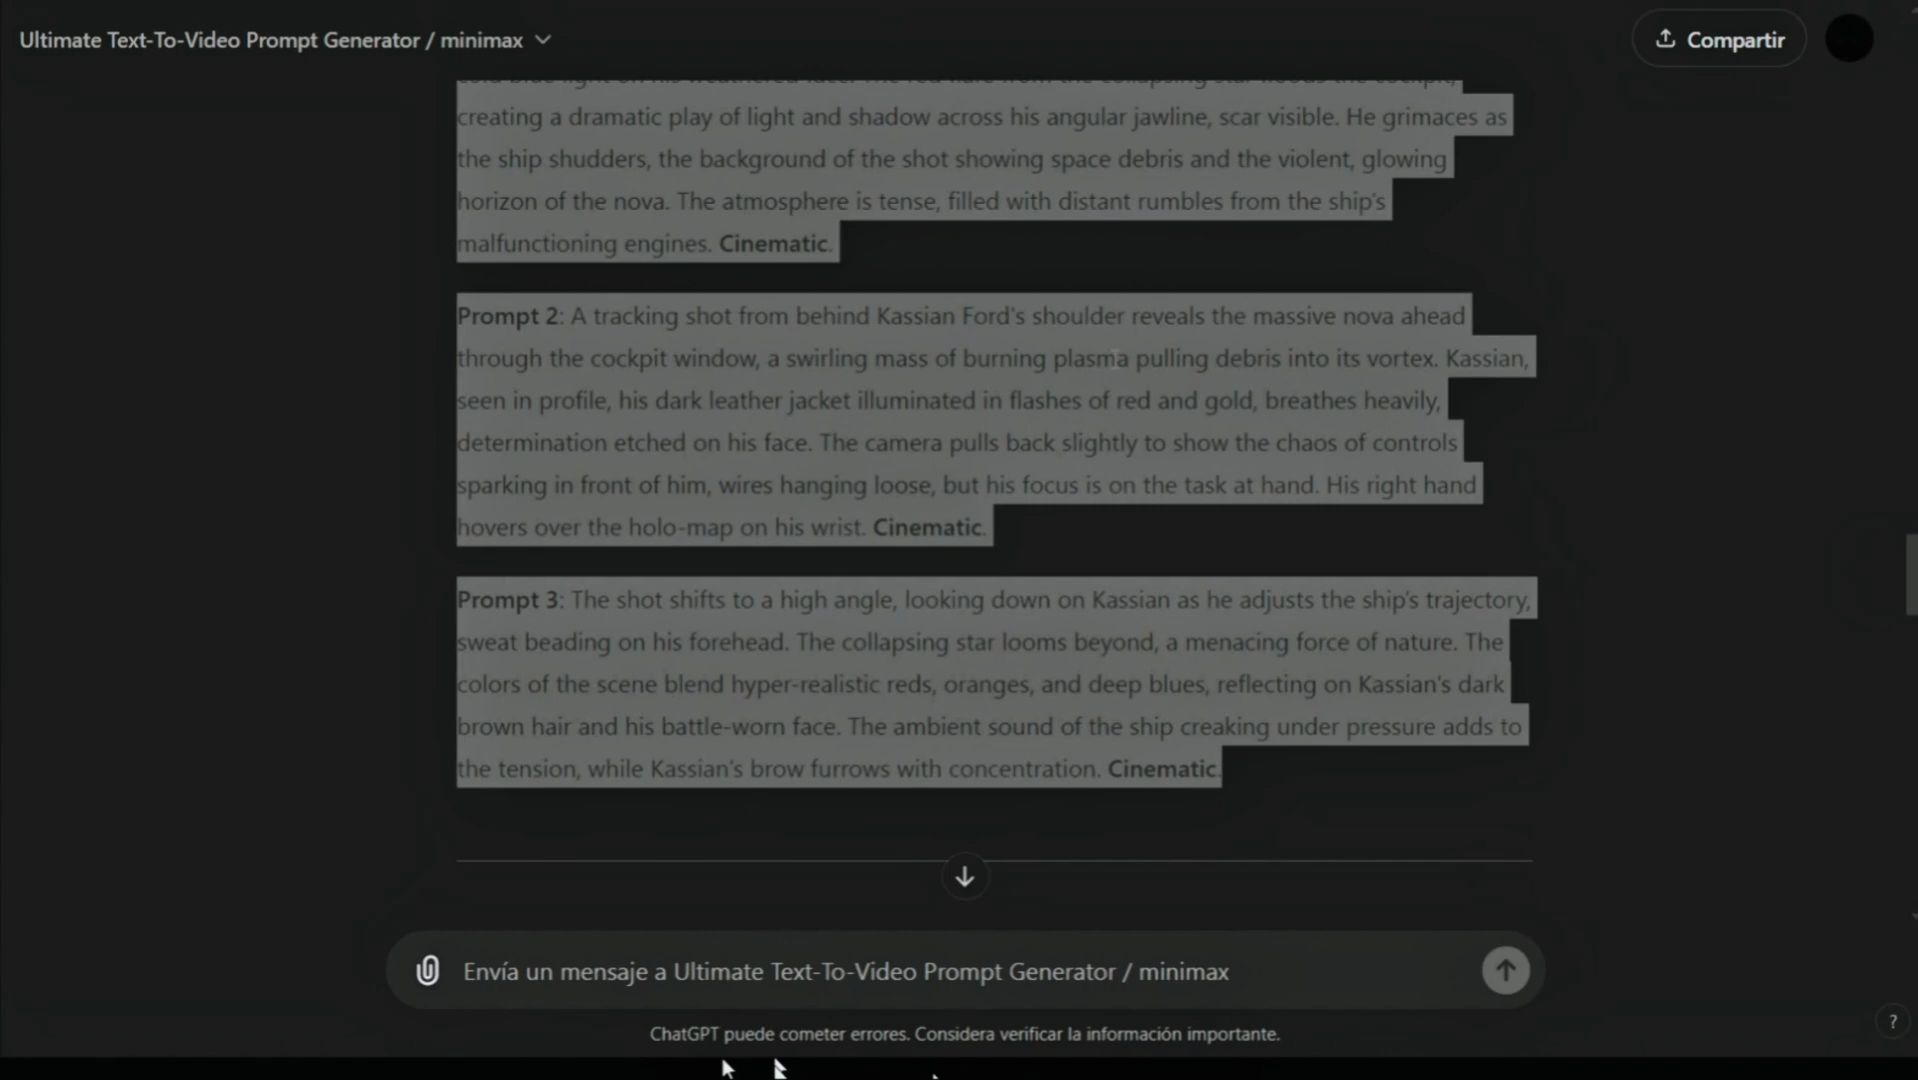 Ultimate Text-To-Video Prompt Generator / minimax
Compartir
creating a dramatic play of light and shadow across his angular jawline, scar visible. He grimaces as
the ship shudders, the background of the shot showing space debris and the violent, glowing
horizon of the nova. The atmosphere is tense, filled with distant rumbles from the ship's
malfunctioning engines. Cinematic.
Prompt 2: A tracking shot from behind Kassian Ford's shoulder reveals the massive nova ahead
through the cockpit window, a swirling mass of burning plasma pulling debris into its vortex. Kassian,
seen in profile, his dark leather jacket illuminated in flashes of red and gold, breathes heavily,
determination etched on his face. The camera pulls back slightly to show the chaos of controls
sparking in front of him, wires hanging loose, but his focus is on the task at hand. His right hand
hovers over the holo-map on his wrist. Cinematic.
Prompt 3: The shot shifts to a high angle, looking down on Kassian as he adjusts the ship's trajectory,
sweat beading on his forehead. The collapsing star looms beyond, a menacing force of nature. The
colors of the scene blend hyper-realistic reds, oranges, and deep blues, reflecting on Kassian's dark
brown hair and his battle-worn face. The ambient sound of the ship creaking under pressure adds to
the tension, while Kassian's brow furrows with concentration. Cinematic.
Envía un mensaje a Ultimate Text-To-Video Prompt Generator / minimax
ChatGPT puede cometer errores. Considera verificar la información importante.
?